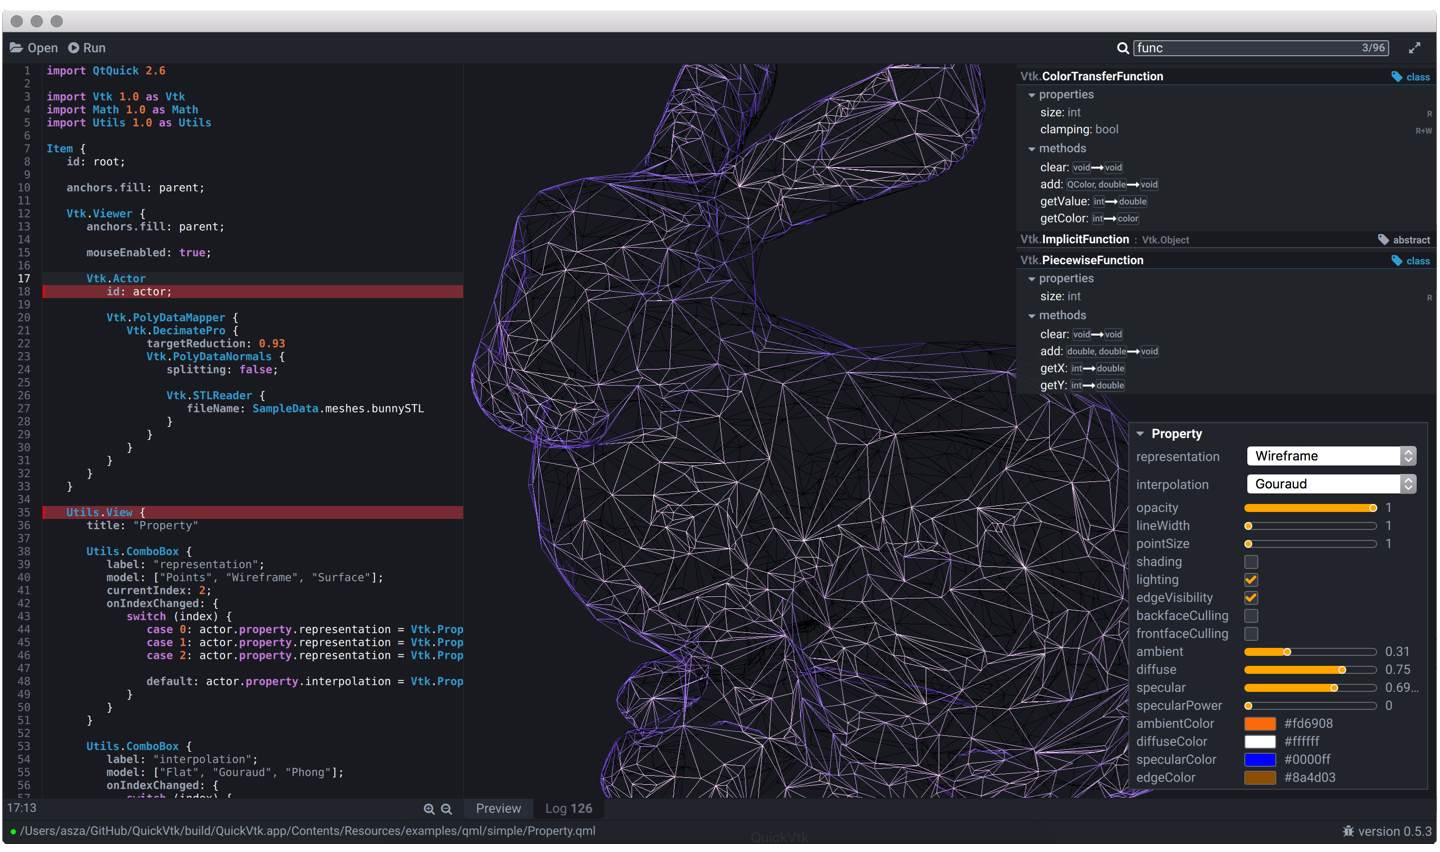 Open Run func 3/96
1 import QtQuick 2.6
2
3 import Vtk 1.0 as Vtk
4 import Math 1.0 as Math
5 import Utils 1.0 as Utils
6
7 Item {
8 id: root;
9
10 anchors.fill: parent;
11
12 Vtk.Viewer {
13 anchors.fill: parent;
14
15 mouseEnabled: true;
16
17 Vtk.Actor
18 id: actor;
19
20 Vtk.PolyDataMapper {
21 Vtk.DecimatePro {
22 targetReduction: 0.93
23 Vtk.PolyDataNormals {
24 splitting: false;
25
26 Vtk.STLReader {
27 fileName: SampleData.meshes.bunnySTL
28 }
29 }
30 }
31 }
32 }
33 }
34
35 Utils.View {
36 title: "Property"
37
38 Utils.ComboBox {
39 label: "representation";
40 model: ["Points", "Wireframe", "Surface"];
41 currentIndex: 2;
42 onIndexChanged: {
43 switch (index) {
44 case 0: actor.property.representation = Vtk.Prop
45 case 1: actor.property.representation = Vtk.Prop
46 case 2: actor.property.representation = Vtk.Prop
47
48 default: actor.property.interpolation = Vtk.Prop
49 }
50 }
51 }
52
53 Utils.ComboBox {
54 label: "interpolation";
55 model: ["Flat", "Gouraud", "Phong"];
56 onIndexChanged: {
57 switch (index) {
Vtk.ColorTransferFunction class
properties
size: int R
clamping: bool R+W
methods
clear: void→void
add: QColor, double→void
getValue: int→double
getColor: int→color
Vtk.ImplicitFunction : Vtk.Object abstract
Vtk.PiecewiseFunction class
properties
size: int R
methods
clear: void→void
add: double, double→void
getX: int→double
getY: int→double
Property
representation Wireframe
interpolation Gouraud
opacity 1
lineWidth 1
pointSize 1
shading
lighting
edgeVisibility
backfaceCulling
frontfaceCulling
ambient 0.31
diffuse 0.75
specular 0.69...
specularPower 0
ambientColor #fd6908
diffuseColor #ffffff
specularColor #0000ff
edgeColor #8a4d03
17:13 Preview Log 126
/Users/asza/GitHub/QuickVtk/build/QuickVtk.app/Contents/Resources/examples/qml/simple/Property.qml version 0.5.3
QuickVtk